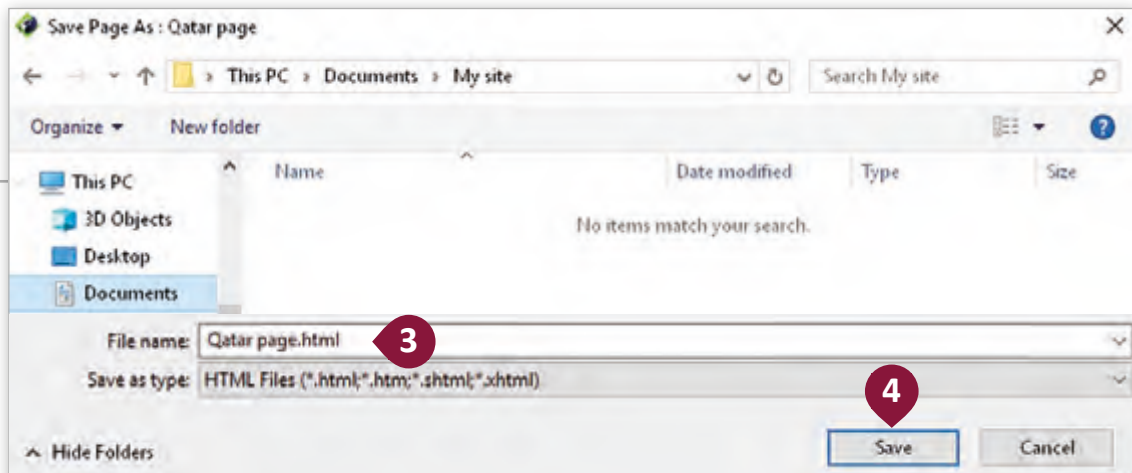 Save Page As : Qatar page
This PC › Documents › My site
Search My site
Organize
New folder
Name
Date modified
Type
Size
This PC
3D Objects
Desktop
Documents
No items match your search.
File name: Qatar page.html
3
Save as type: HTML Files (*.html;*.htm;*.shtml;*.xhtml)
4
Hide Folders
Save
Cancel